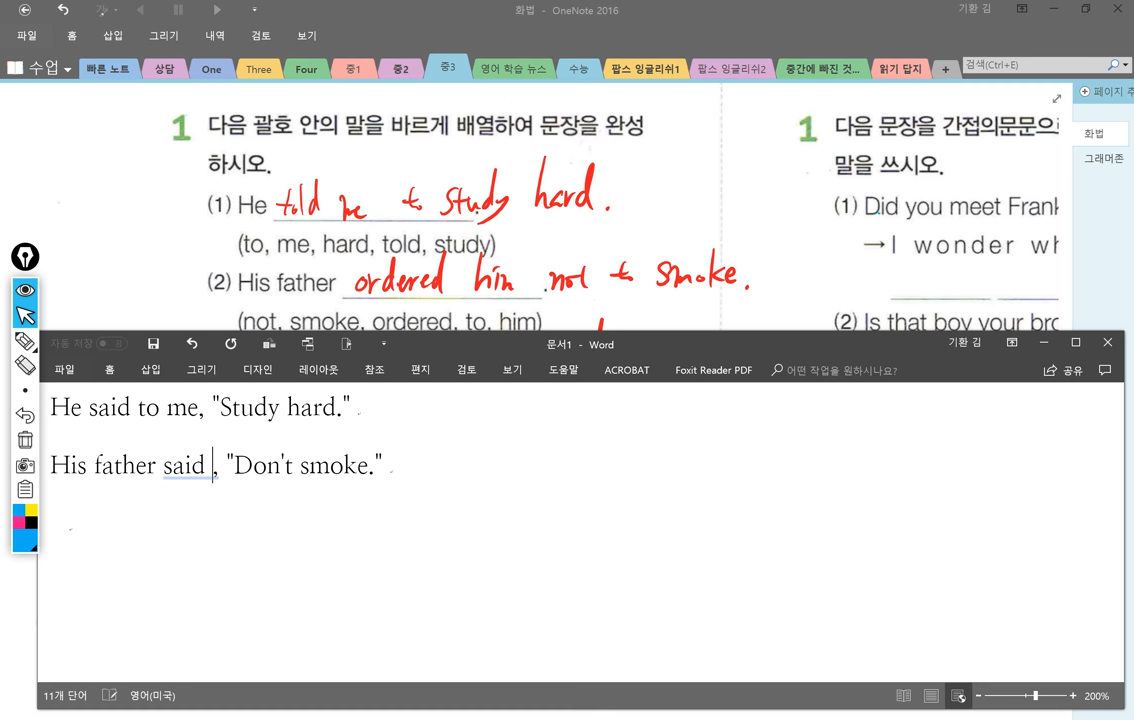 화법 - OneNote 2016
기환 김
파일 홈 삽입 그리기 내역 검토 보기
수업 빠른 노트 상담 One Three Four 중1 중2 중3 영어 학습 뉴스 수능 팝스 잉글리쉬1 팝스 잉글리쉬2 중간에 빠진 것... 읽기 답지 + 검색(Ctrl+E)
페이지 추
화법
그래머존
1 다음 괄호 안의 말을 바르게 배열하여 문장을 완성
하시오.
(1) He told me to study hard.
(to, me, hard, told, study)
(2) His father ordered him not to smoke.
(not, smoke, ordered, to, him)
1 다음 문장을 간접의문문으로
말을 쓰시오.
(1) Did you meet Frank
→ I wonder wh
(2) Is that boy your bro
자동 저장 문서1 - Word 기환 김
파일 홈 삽입 그리기 디자인 레이아웃 참조 편지 검토 보기 도움말 ACROBAT Foxit Reader PDF 어떤 작업을 원하시나요? 공유
He said to me, "Study hard."
His father said , "Don't smoke."
11개 단어 영어(미국) 200%